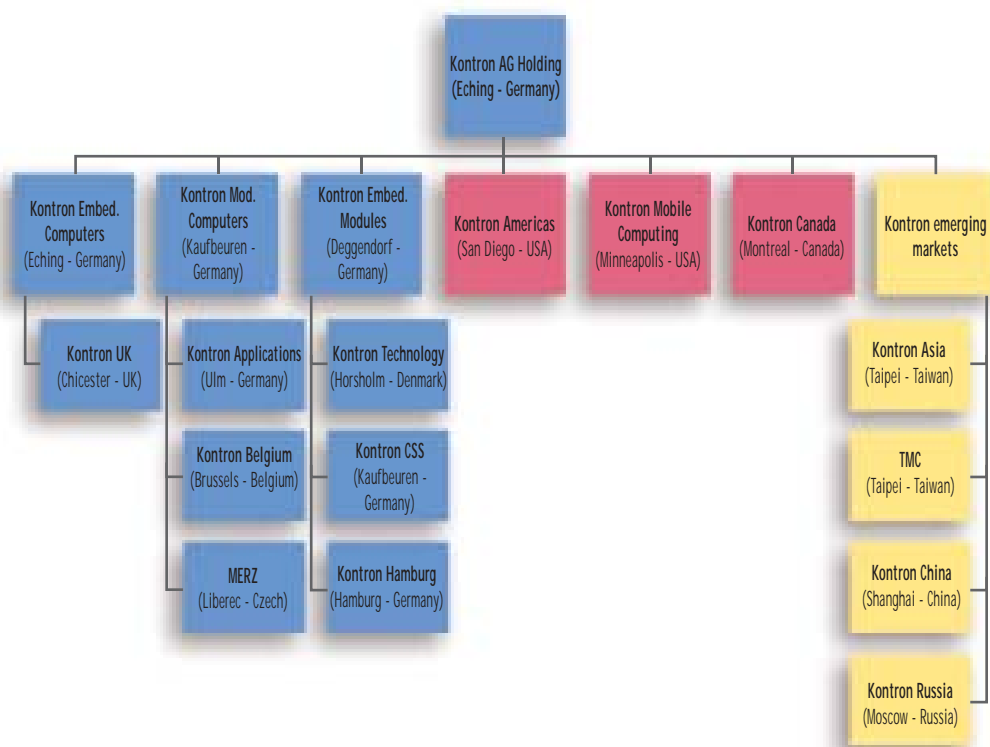 Kontron AG Holding
(Eching - Germany)
Kontron Embed.
Computers
(Eching - Germany)
Kontron Mod.
Computers
(Kaufbeuren -
Germany)
Kontron Embed.
Modules
(Deggendorf -
Germany)
Kontron Americas
(San Diego - USA)
Kontron Mobile
Computing
(Minneapolis - USA)
Kontron Canada
(Montreal - Canada)
Kontron emerging
markets
Kontron UK
(Chicester - UK)
Kontron Applications
(Ulm - Germany)
Kontron Technology
(Horsholm - Denmark)
Kontron Asia
(Taipei - Taiwan)
Kontron Belgium
(Brussels - Belgium)
Kontron CSS
(Kaufbeuren -
Germany)
TMC
(Taipei - Taiwan)
MERZ
(Liberec - Czech)
Kontron Hamburg
(Hamburg - Germany)
Kontron China
(Shanghai - China)
Kontron Russia
(Moscow - Russia)